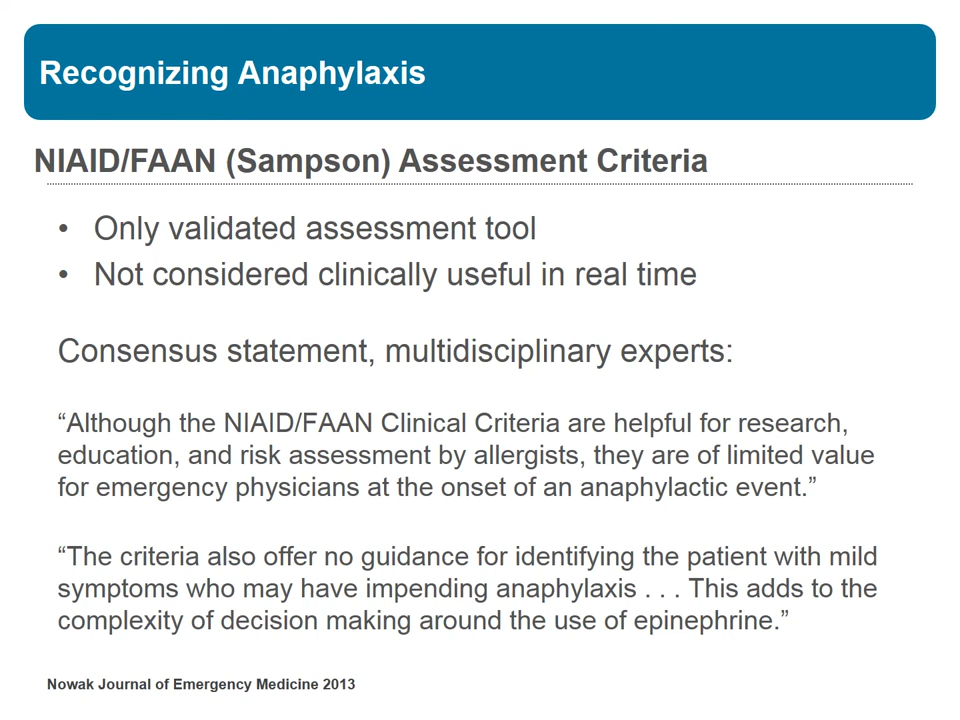 Recognizing Anaphylaxis
NIAID/FAAN (Sampson) Assessment Criteria
• Only validated assessment tool
• Not considered clinically useful in real time
Consensus statement, multidisciplinary experts:
“Although the NIAID/FAAN Clinical Criteria are helpful for research,
education, and risk assessment by allergists, they are of limited value
for emergency physicians at the onset of an anaphylactic event.”
“The criteria also offer no guidance for identifying the patient with mild
symptoms who may have impending anaphylaxis . . . This adds to the
complexity of decision making around the use of epinephrine.”
Nowak Journal of Emergency Medicine 2013